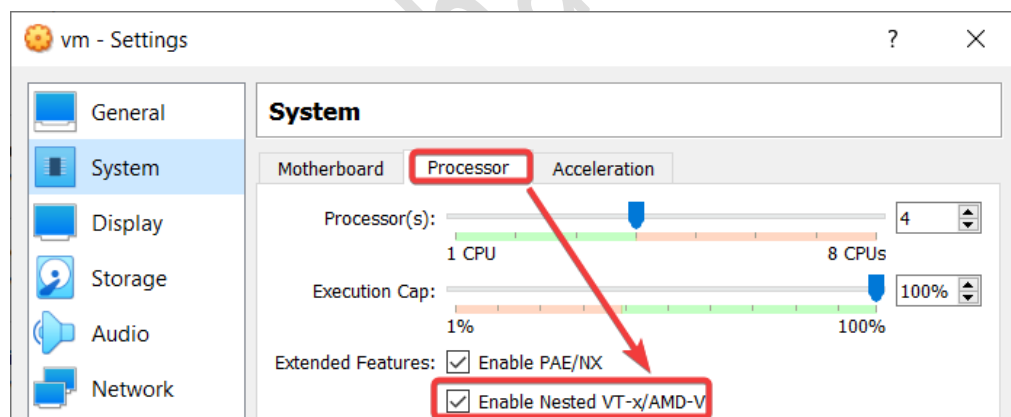 vm - Settings
?
General
System
System
Motherboard
Processor
Acceleration
Display
Processor(s):
4
1 CPU
8 CPUs
Storage
Execution Cap:
100%
1%
100%
Audio
Extended Features:
Enable PAE/NX
Network
Enable Nested VT-x/AMD-V